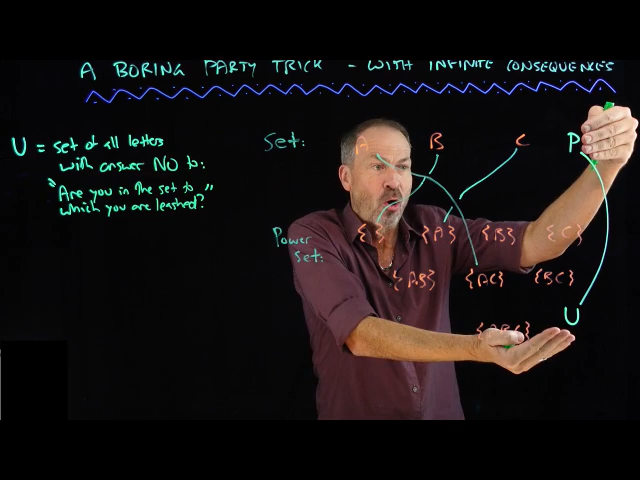 A BORING PARTY TRICK - WITH INFINITE CONSEQUENCES
U = set of all letters
with answer NO to:
"Are you in the set to
which you are leashed?"
Set: A B C P
Power set: { } {A} {B} {C}
{AB} {AC} {BC}
{ABC} U